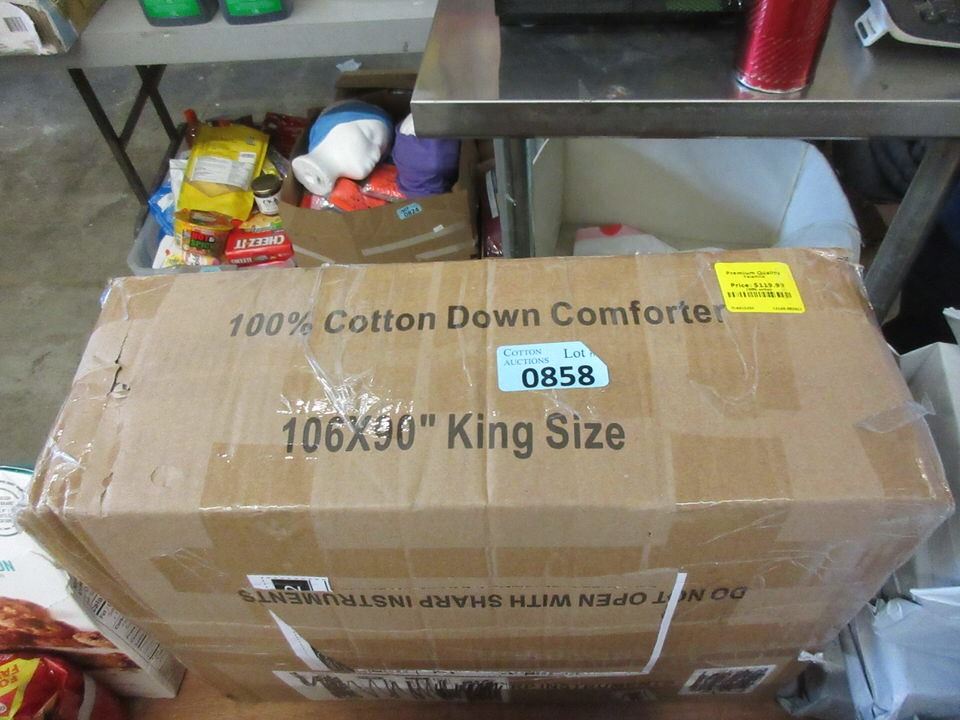 CHEEZ-IT
0824
100% Cotton Down Comforter
Premium Quality
Price: $119.99
COTTON
AUCTIONS
Lot
0858
106X90" King Size
DO NOT OPEN WITH SHARP INSTRUMENTS